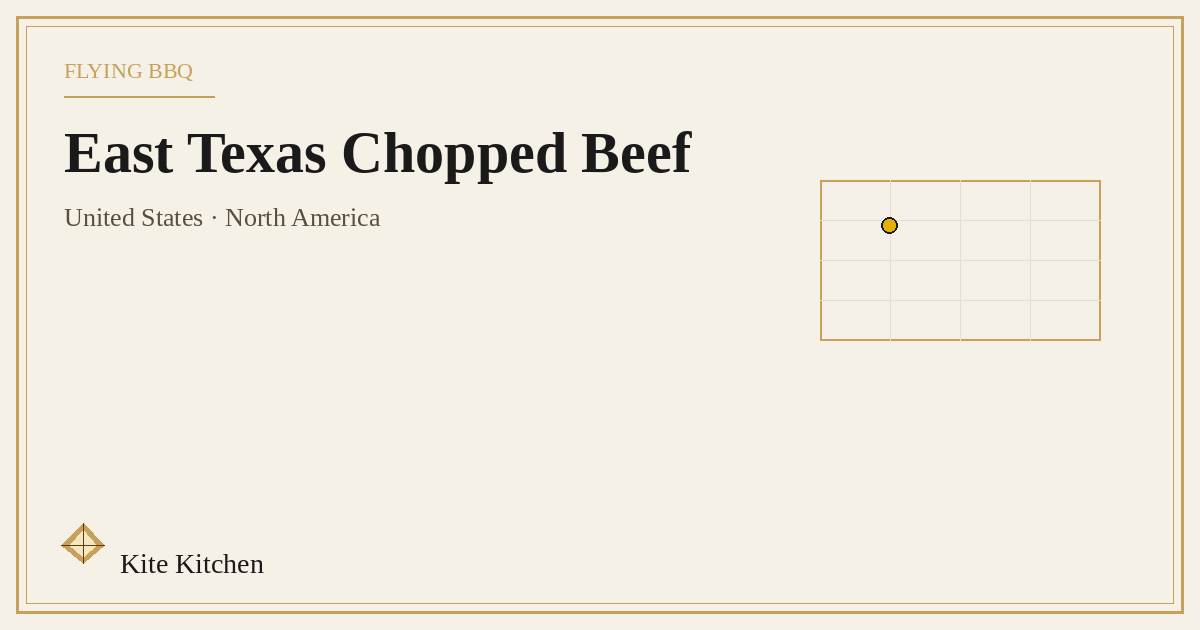 FLYING BBQ
East Texas Chopped Beef
United States · North America
Kite Kitchen